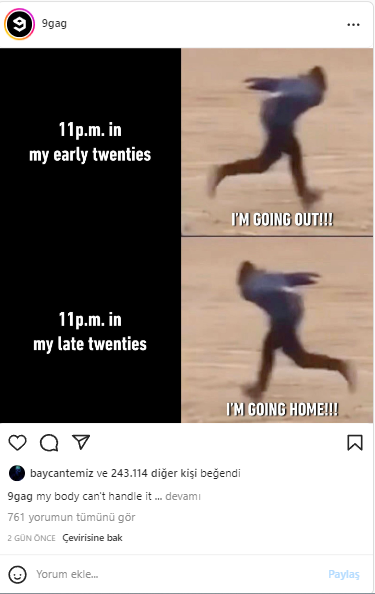 9gag
11p.m. in
my early twenties
I'M GOING OUT!!!
11p.m. in
my late twenties
I'M GOING HOME!!!
baycantemiz ve 243.114 diğer kişi beğendi
9gag my body can't handle it ... devamı
761 yorumun tümünü gör
2 GÜN ÖNCE Çevirisine bak
Yorum ekle... Paylaş